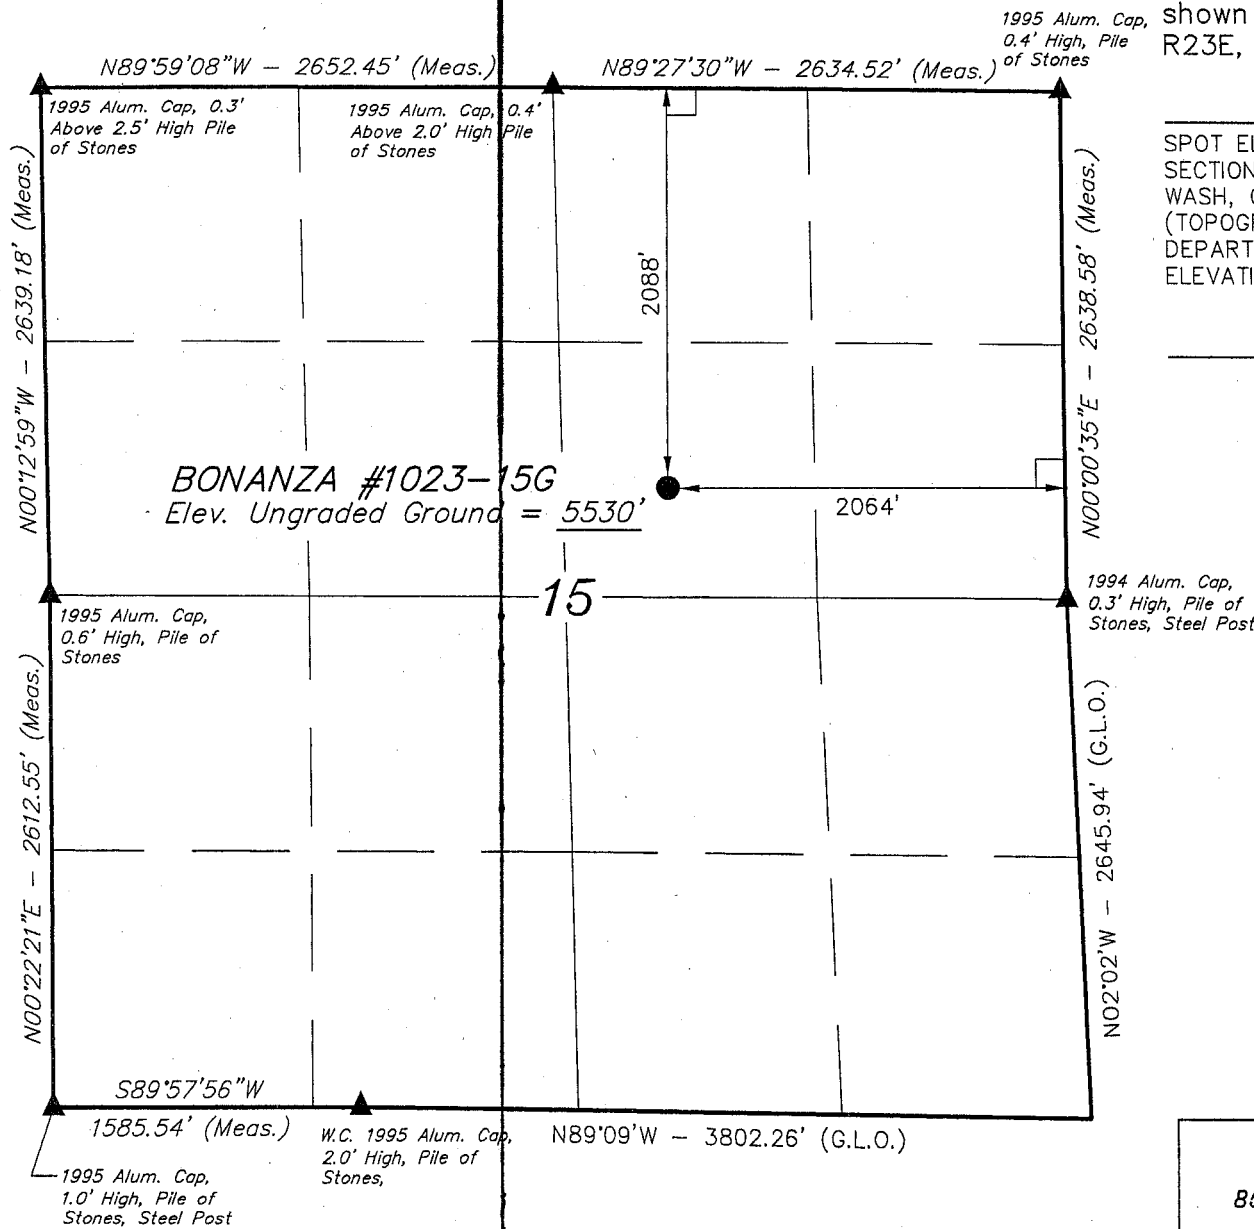 1995 Alum. Cap,
0.4' High, Pile
of Stones
shown
R23E,
N89°59'08"W - 2652.45' (Meas.)
N89°27'30"W - 2634.52' (Meas.)
1995 Alum. Cap, 0.3'
Above 2.5' High Pile
of Stones
1995 Alum. Cap, 0.4'
Above 2.0' High Pile
of Stones
SECTION
WASH,
ELEVATI
N00°12'59"W - 2639.18' (Meas.)
2088'
N00°00'35"E - 2638.58' (Meas.)
BONANZA #1023-15G
Elev. Ungraded Ground = 5530'
2064'
15
1995 Alum. Cap,
0.6' High, Pile of
Stones
1994 Alum. Cap,
0.3' High, Pile of
Stones, Steel Post
N00°22'21"E - 2612.55' (Meas.)
N02°02'W - 2645.94' (G.L.O.)
S89°57'56"W
1585.54' (Meas.)
W.C. 1995 Alum. Cap,
2.0' High, Pile of
Stones,
N89°09'W - 3802.26' (G.L.O.)
1995 Alum. Cap,
1.0' High, Pile of
Stones, Steel Post